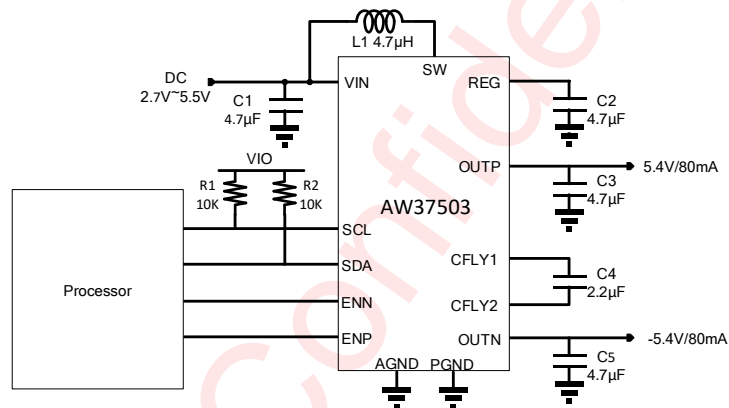 L1 4.7µH
DC
2.7V~5.5V
VIN
SW
REG
C1
4.7µF
C2
4.7µF
VIO
R1
10K
R2
10K
OUTP
5.4V/80mA
C3
4.7µF
AW37503
SCL
SDA
CFLY1
C4
2.2µF
Processor
ENN
CFLY2
ENP
OUTN
-5.4V/80mA
AGND
PGND
C5
4.7µF
Confide